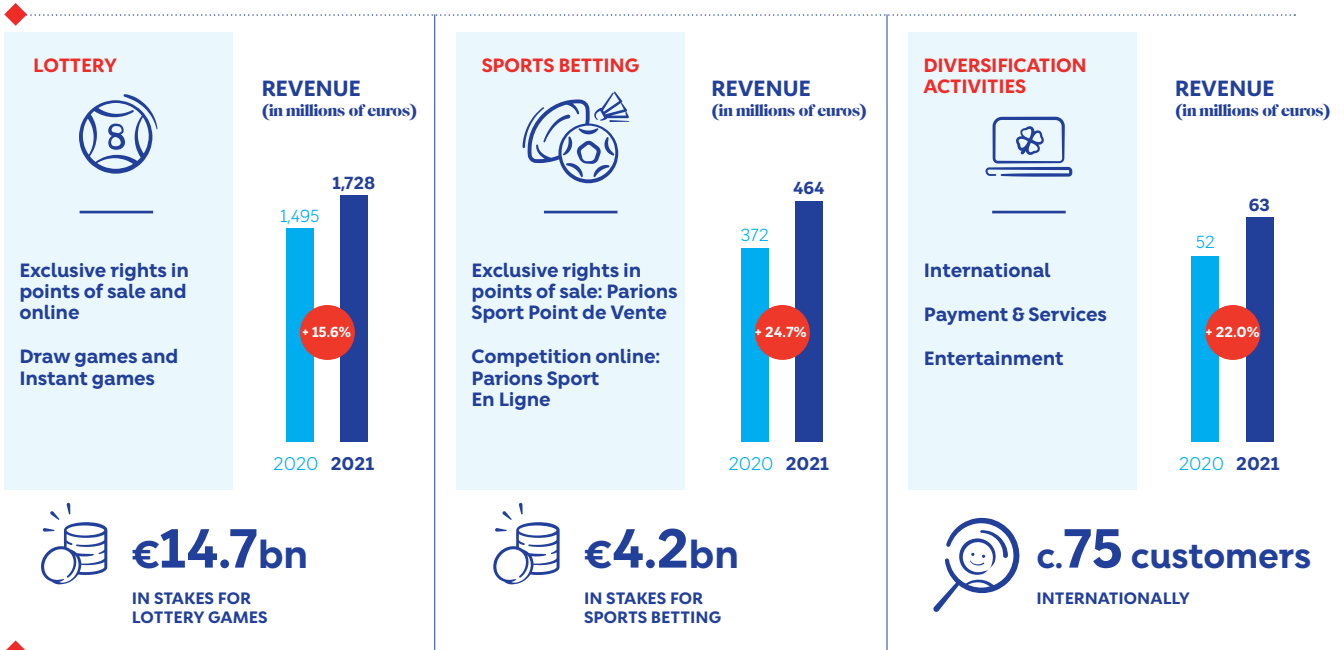 LOTTERY
8
Exclusive rights in
points of sale and
online
Draw games and
Instant games
REVENUE
(in millions of euros)
1,495
1,728
+ 15.6%
2020
2021
€14.7bn
IN STAKES FOR
LOTTERY GAMES
SPORTS BETTING
Exclusive rights in
points of sale: Parions
Sport Point de Vente
Competition online:
Parions Sport
En Ligne
REVENUE
(in millions of euros)
372
464
+ 24.7%
2020
2021
€4.2bn
IN STAKES FOR
SPORTS BETTING
DIVERSIFICATION
ACTIVITIES
International
Payment & Services
Entertainment
REVENUE
(in millions of euros)
52
63
+ 22.0%
2020
2021
c.75 customers
INTERNATIONALLY